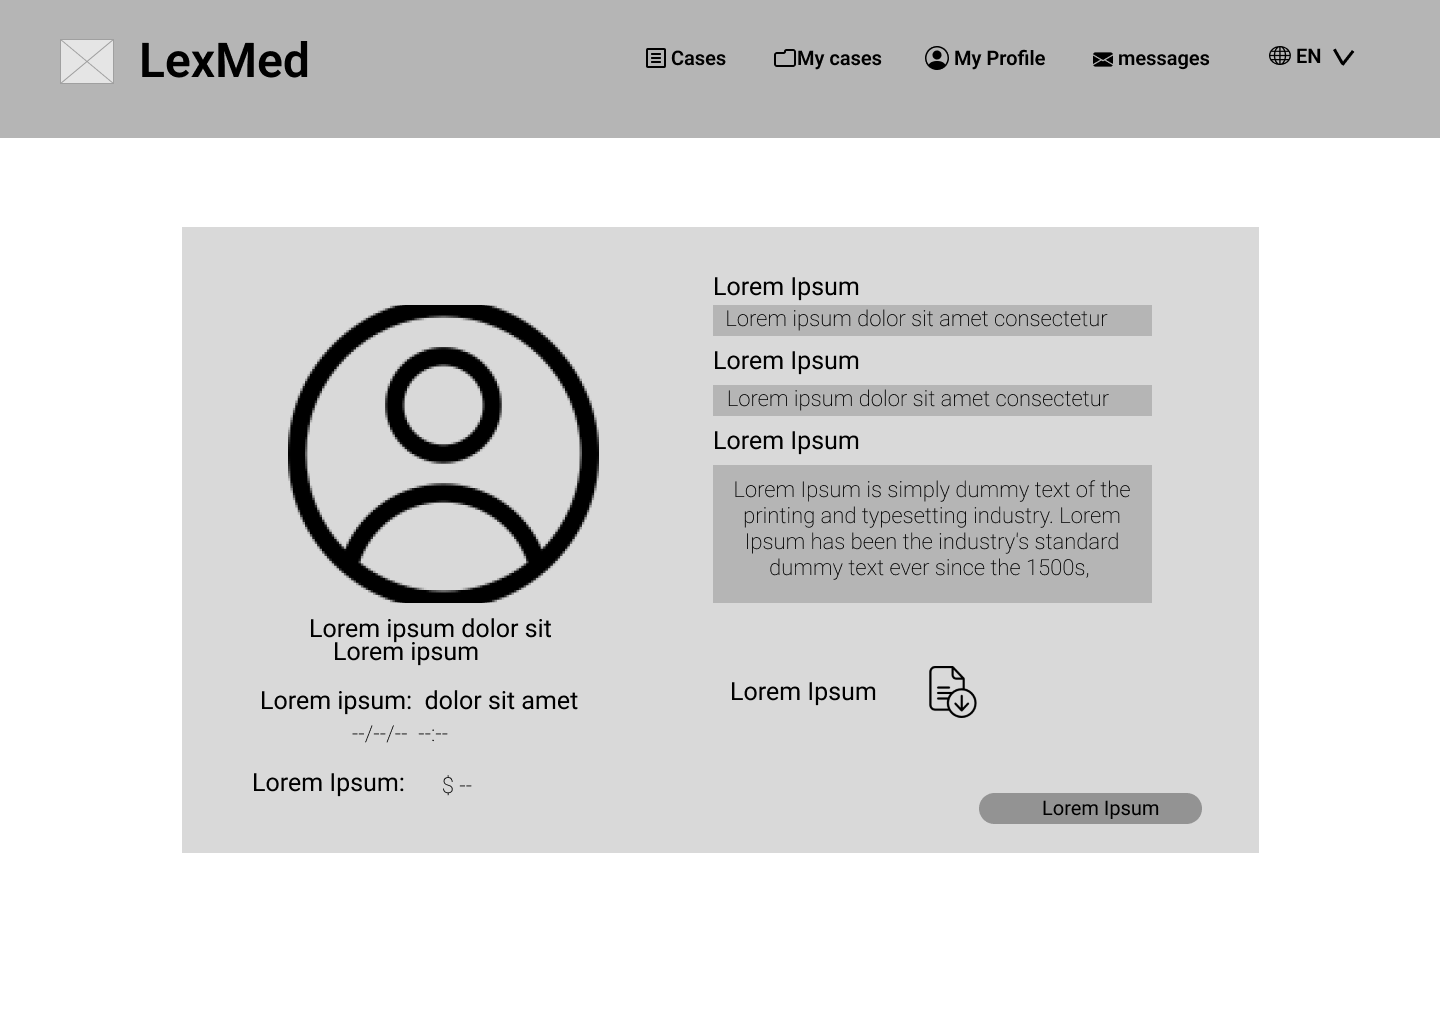 LexMed
Cases
My cases
My Profile
messages
EN
Lorem ipsum dolor sit
Lorem ipsum
Lorem ipsum: dolor sit amet
--/--/-- --:--
Lorem Ipsum: $ --
Lorem Ipsum
Lorem ipsum dolor sit amet consectetur
Lorem Ipsum
Lorem ipsum dolor sit amet consectetur
Lorem Ipsum
Lorem Ipsum is simply dummy text of the
printing and typesetting industry. Lorem
Ipsum has been the industry's standard
dummy text ever since the 1500s,
Lorem Ipsum
Lorem Ipsum